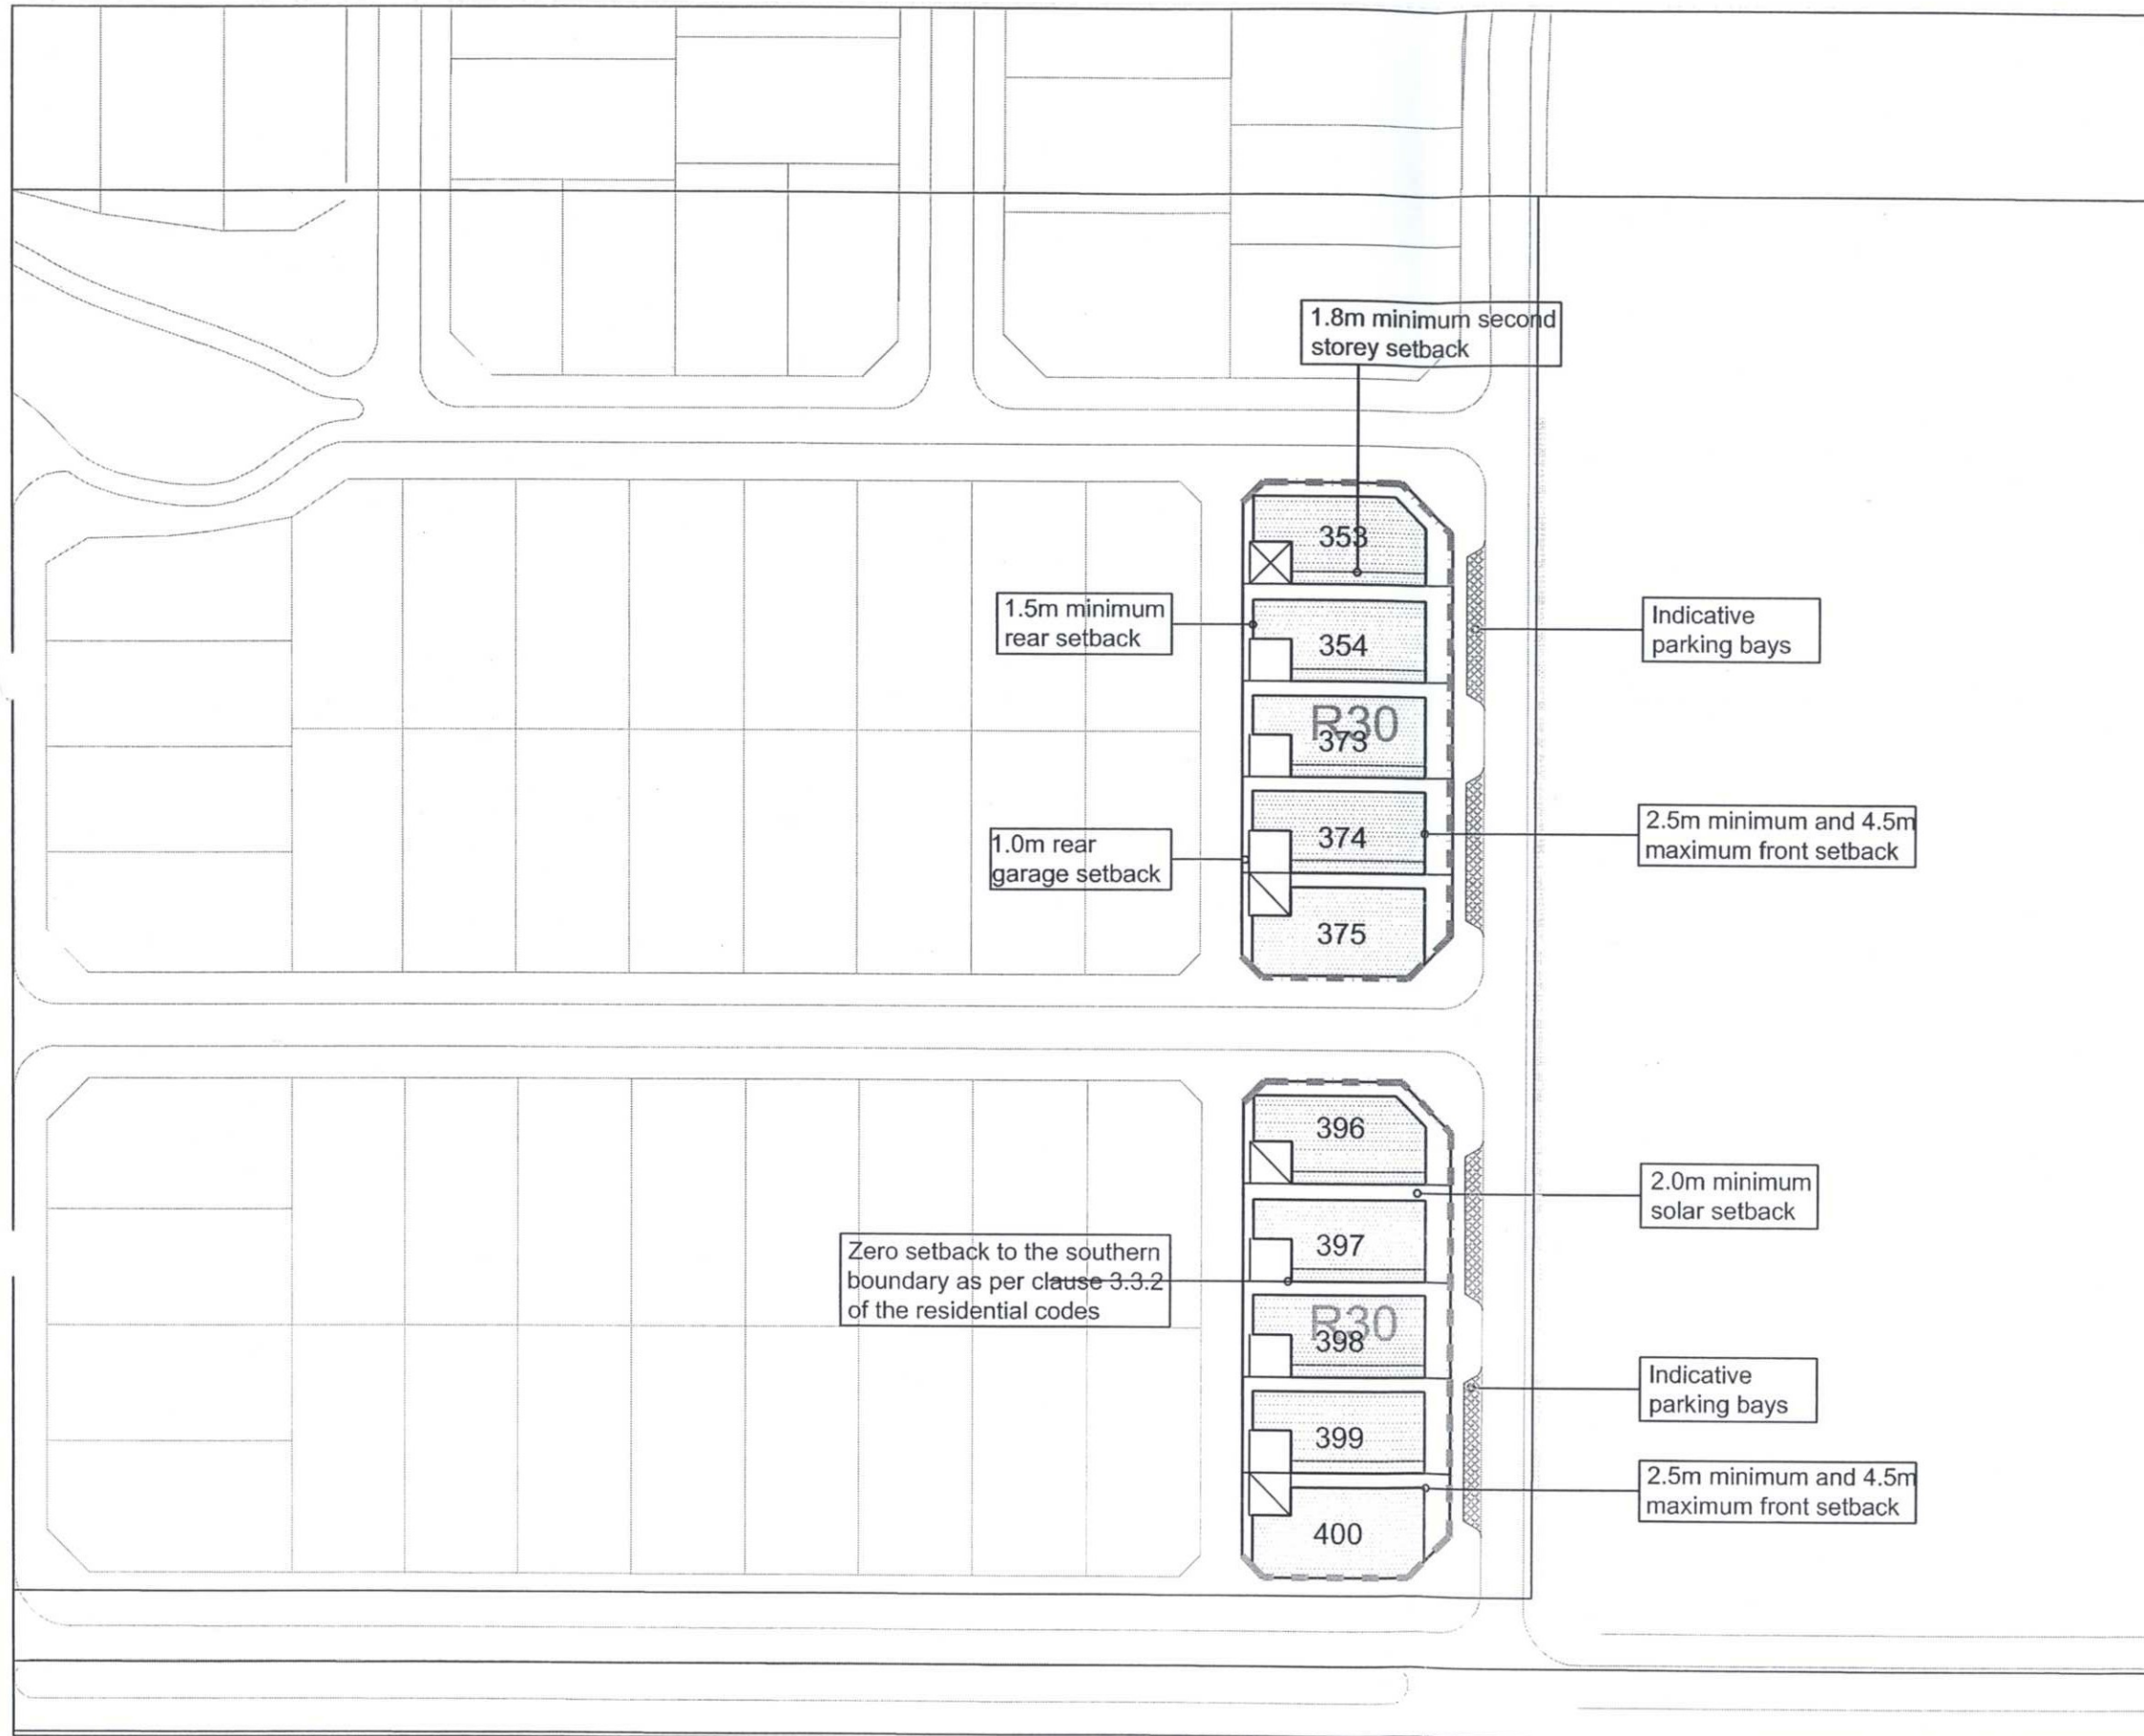 1.8m minimum second
storey setback
353
1.5m minimum
rear setback
354
Indicative
parking bays
R30
373
1.0m rear
garage setback
374
2.5m minimum and 4.5m
maximum front setback
375
396
2.0m minimum
solar setback
Zero setback to the southern
boundary as per clause 3.3.2
of the residential codes
397
R30
398
Indicative
parking bays
399
2.5m minimum and 4.5m
maximum front setback
400